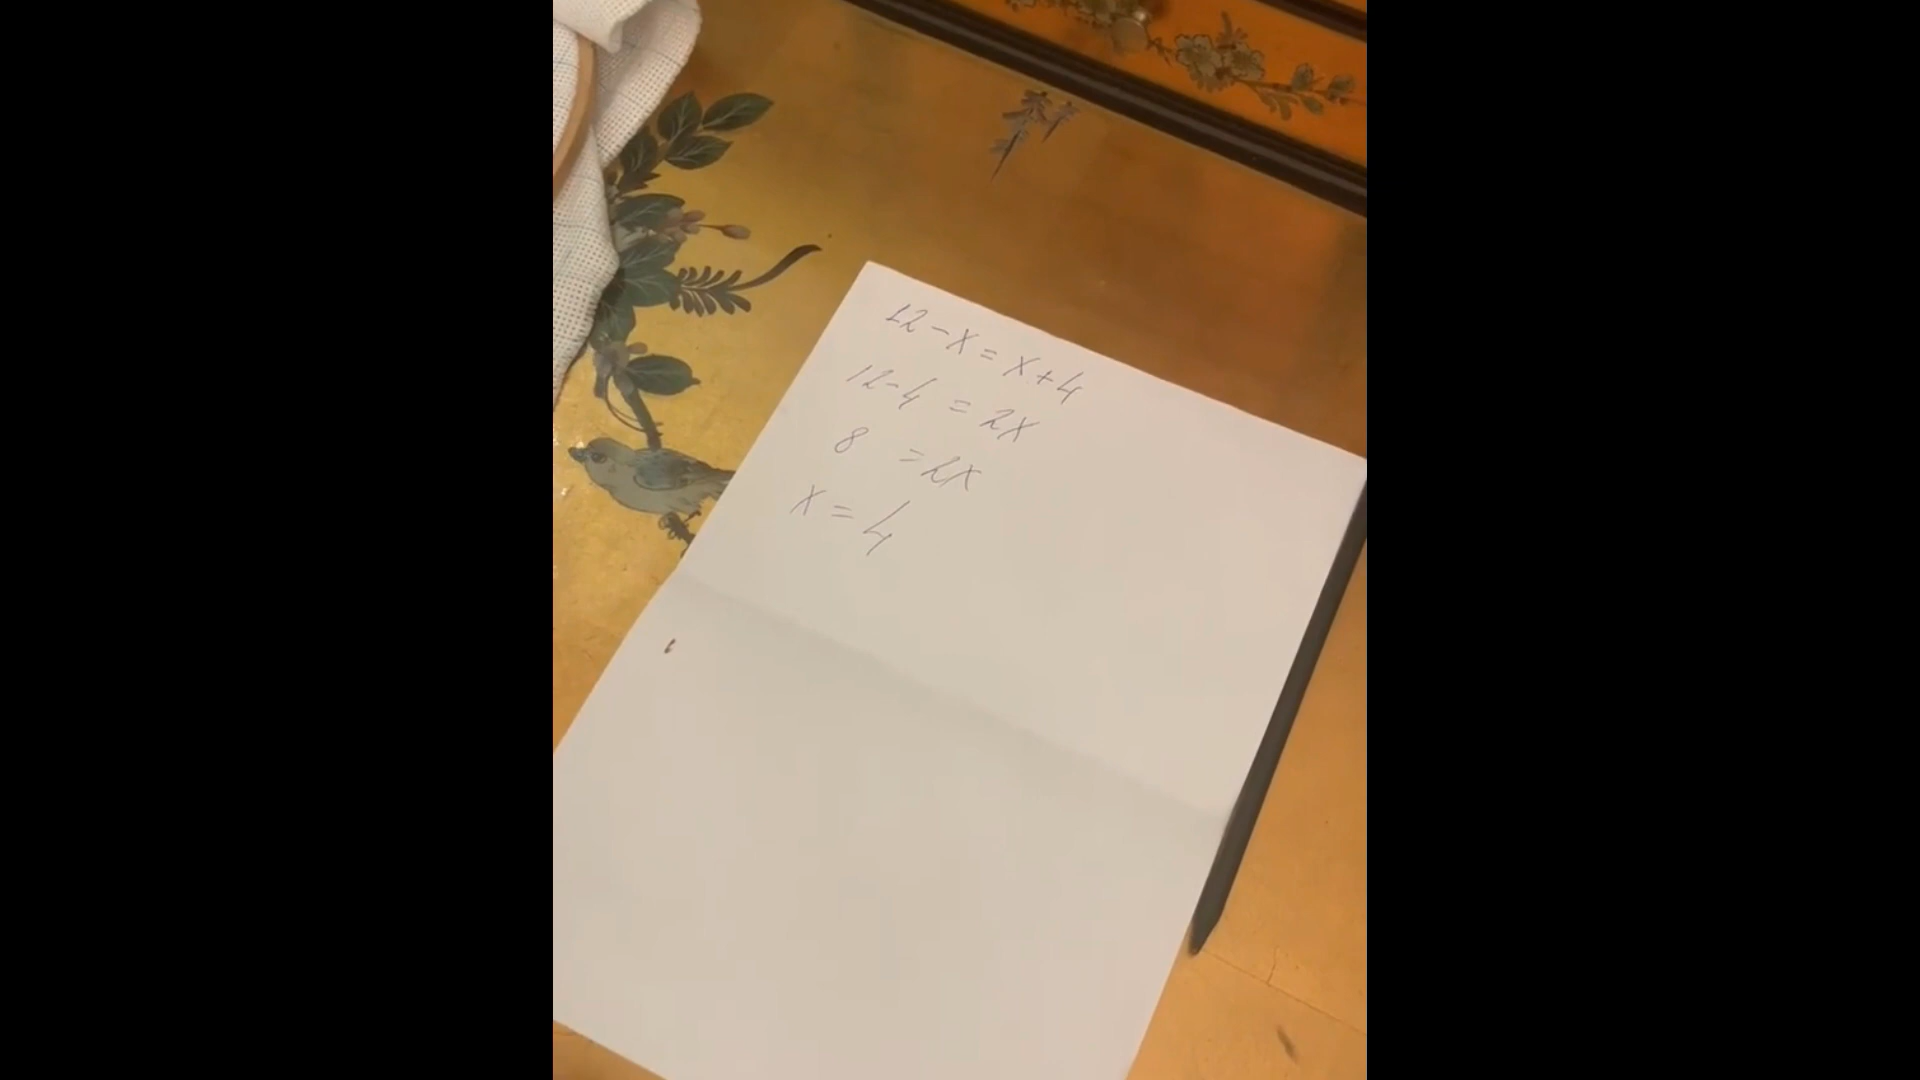 12 - x = x + 4
12 - 4 = 2x
8 = 2x
x = 4